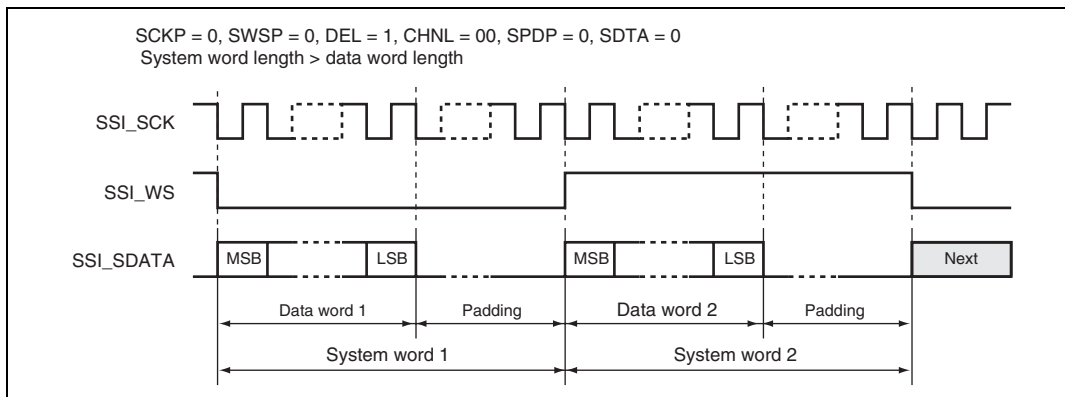 SCKP = 0, SWSP = 0, DEL = 1, CHNL = 00, SPDP = 0, SDTA = 0
System word length > data word length
SSI_SCK
SSI_WS
SSI_SDATA
MSB
LSB
MSB
LSB
Next
Data word 1
Padding
Data word 2
Padding
System word 1
System word 2